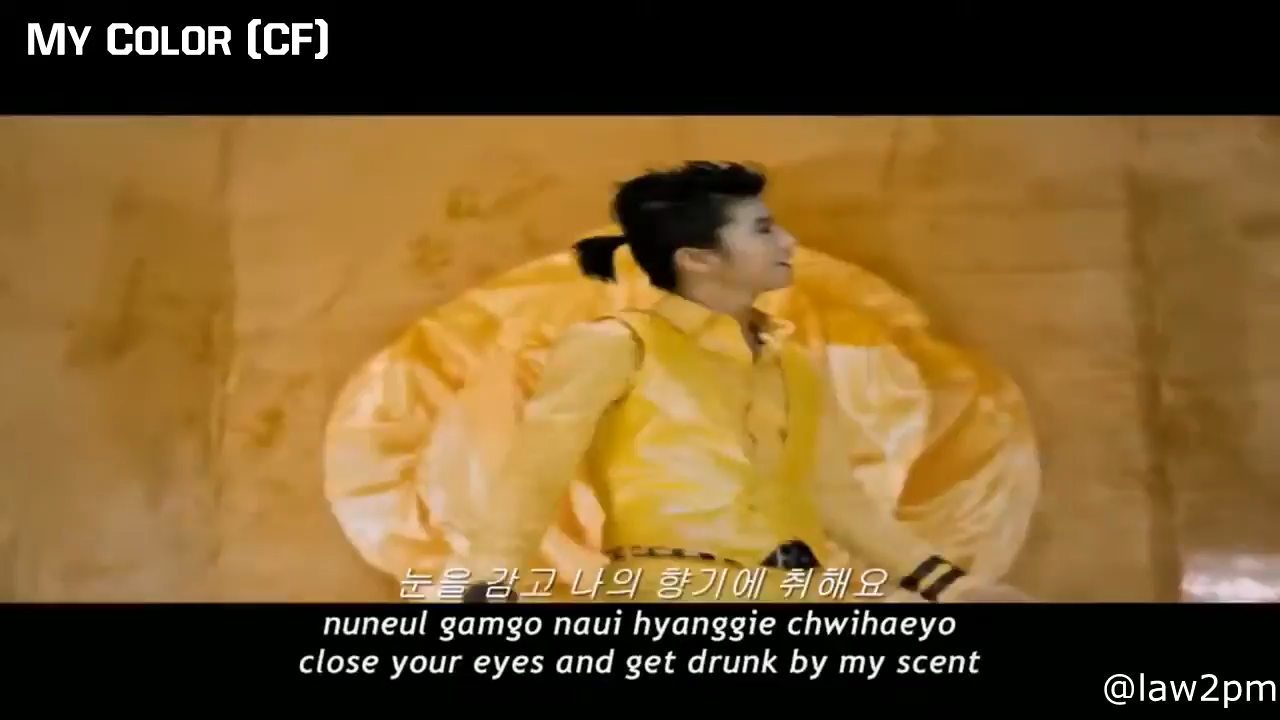 MY COLOR (CF)
눈을 감고 나의 향기에 취해요
nuneul gamgo naui hyanggie chwihaeyo
close your eyes and get drunk by my scent
@law2pm